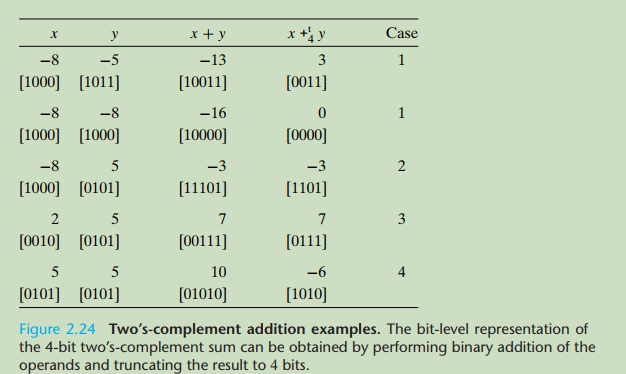 x y x + y x +ᵗ₄ y Case
−8 −5 −13 3 1
[1000] [1011] [10011] [0011]
−8 −8 −16 0 1
[1000] [1000] [10000] [0000]
−8 5 −3 −3 2
[1000] [0101] [11101] [1101]
2 5 7 7 3
[0010] [0101] [00111] [0111]
5 5 10 −6 4
[0101] [0101] [01010] [1010]
Figure 2.24 Two’s-complement addition examples. The bit-level representation of
the 4-bit two’s-complement sum can be obtained by performing binary addition of the
operands and truncating the result to 4 bits.